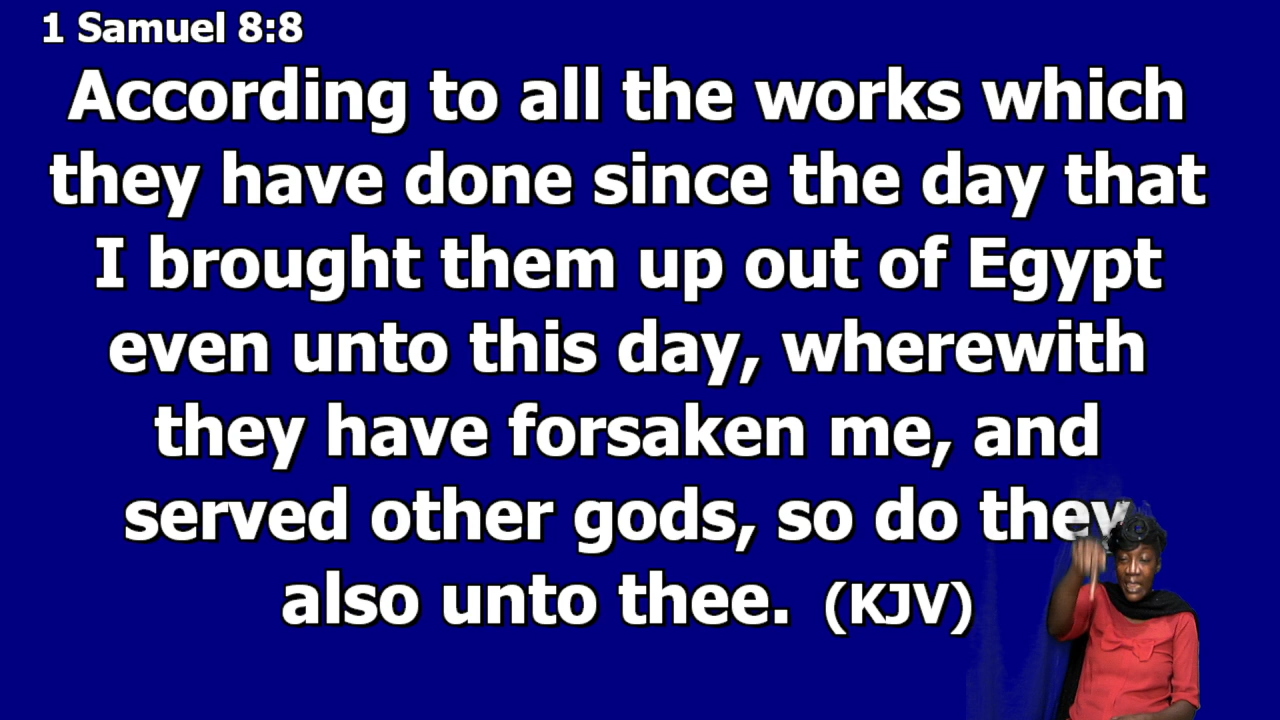 1 Samuel 8:8
According to all the works which
they have done since the day that
I brought them up out of Egypt
even unto this day, wherewith
they have forsaken me, and
served other gods, so do they
also unto thee. (KJV)